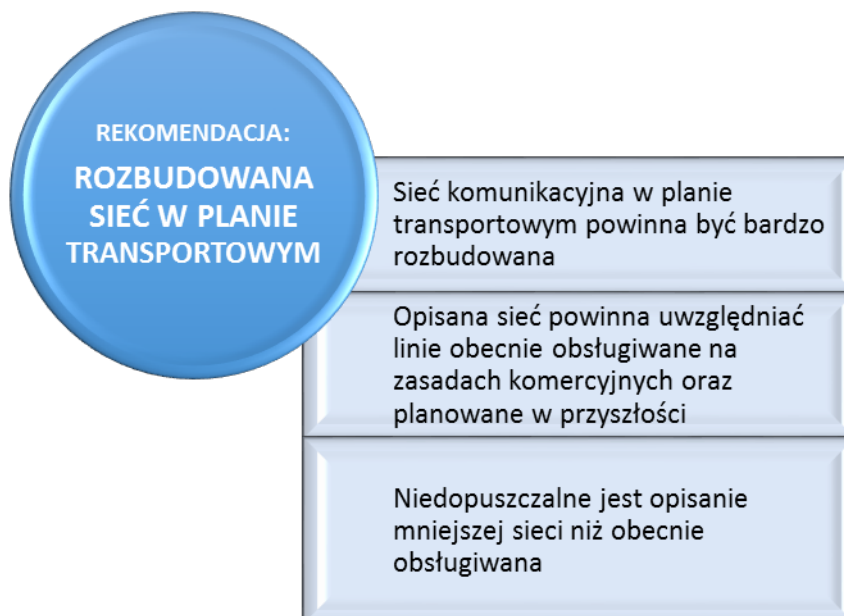 REKOMENDACJA:
ROZBUDOWANA
SIEĆ W PLANIE
TRANSPORTOWYM
Sieć komunikacyjna w planie
transportowym powinna być bardzo
rozbudowana
Opisana sieć powinna uwzględniać
linie obecnie obsługiwane na
zasadach komercyjnych oraz
planowane w przyszłości
Niedopuszczalne jest opisanie
mniejszej sieci niż obecnie
obsługiwana